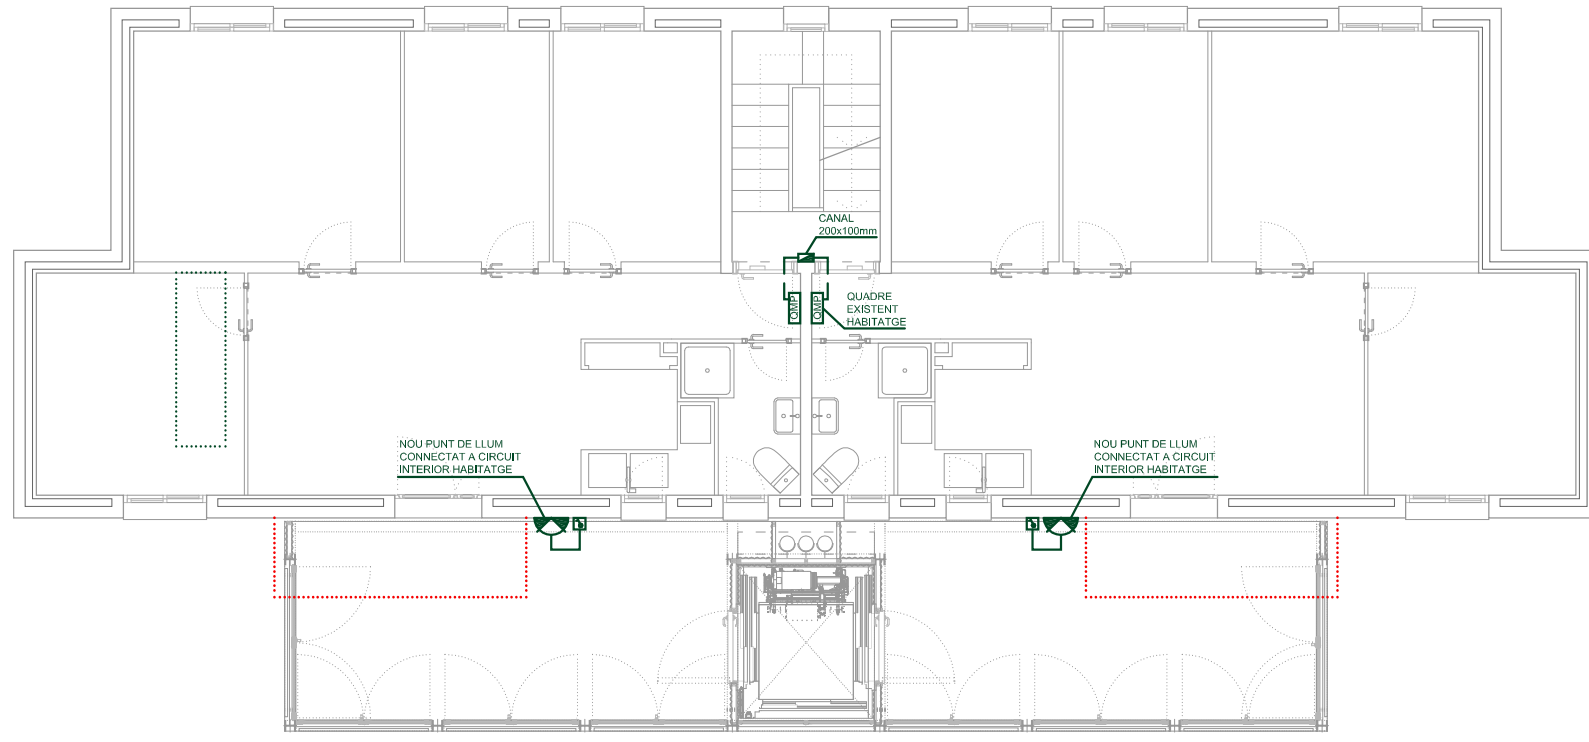 CANAL
200x100mm
QMP
QMP
QUADRE
EXISTENT
HABITATGE
NOU PUNT DE LLUM
CONNECTAT A CIRCUIT
INTERIOR HABITATGE
NOU PUNT DE LLUM
CONNECTAT A CIRCUIT
INTERIOR HABITATGE